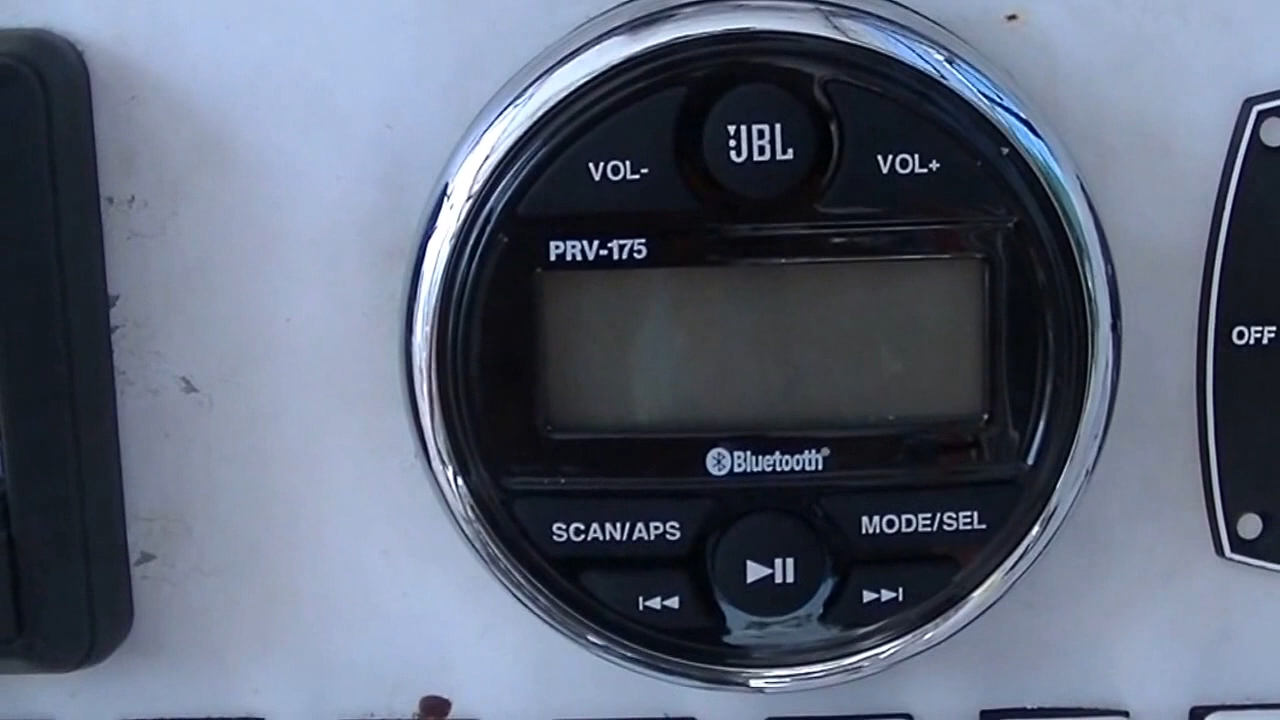 JBL
VOL- VOL+
PRV-175
Bluetooth®
SCAN/APS MODE/SEL
OFF